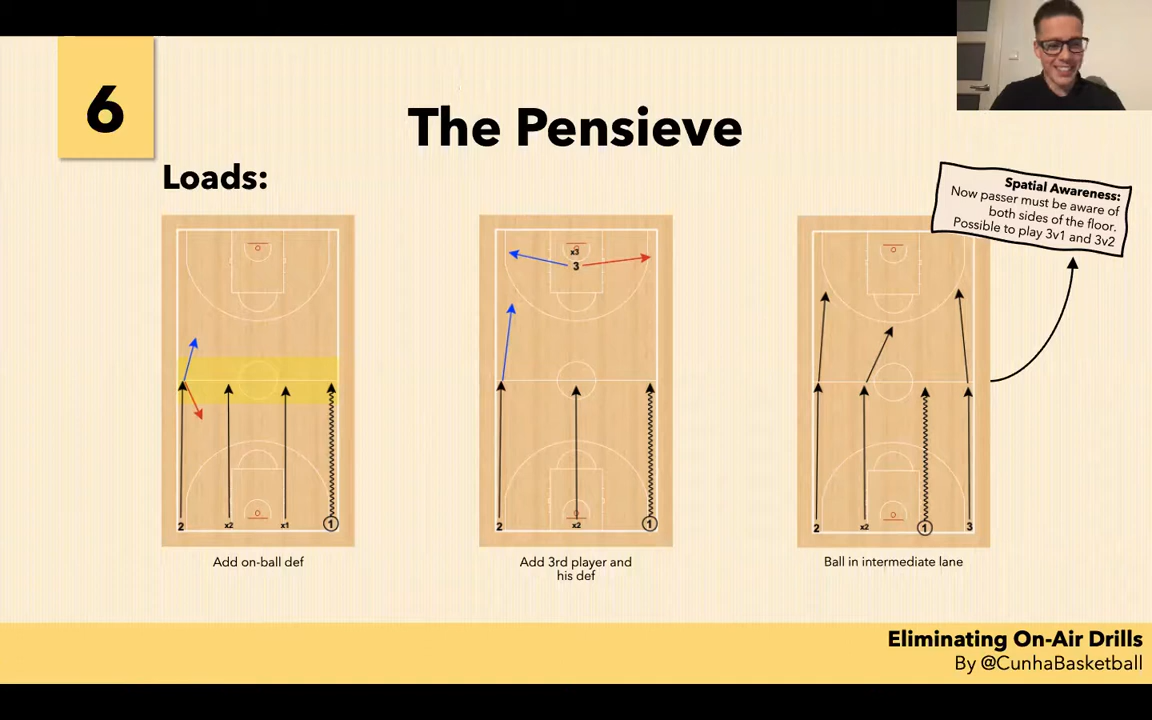 6
The Pensieve
Loads:
Spatial Awareness:
Now passer must be aware of
both sides of the floor.
Possible to play 3v1 and 3v2
2
x2
x1
1
Add on-ball def
x3
3
2
x2
1
Add 3rd player and
his def
2
x2
1
3
Ball in intermediate lane
Eliminating On-Air Drills
By @CunhaBasketball